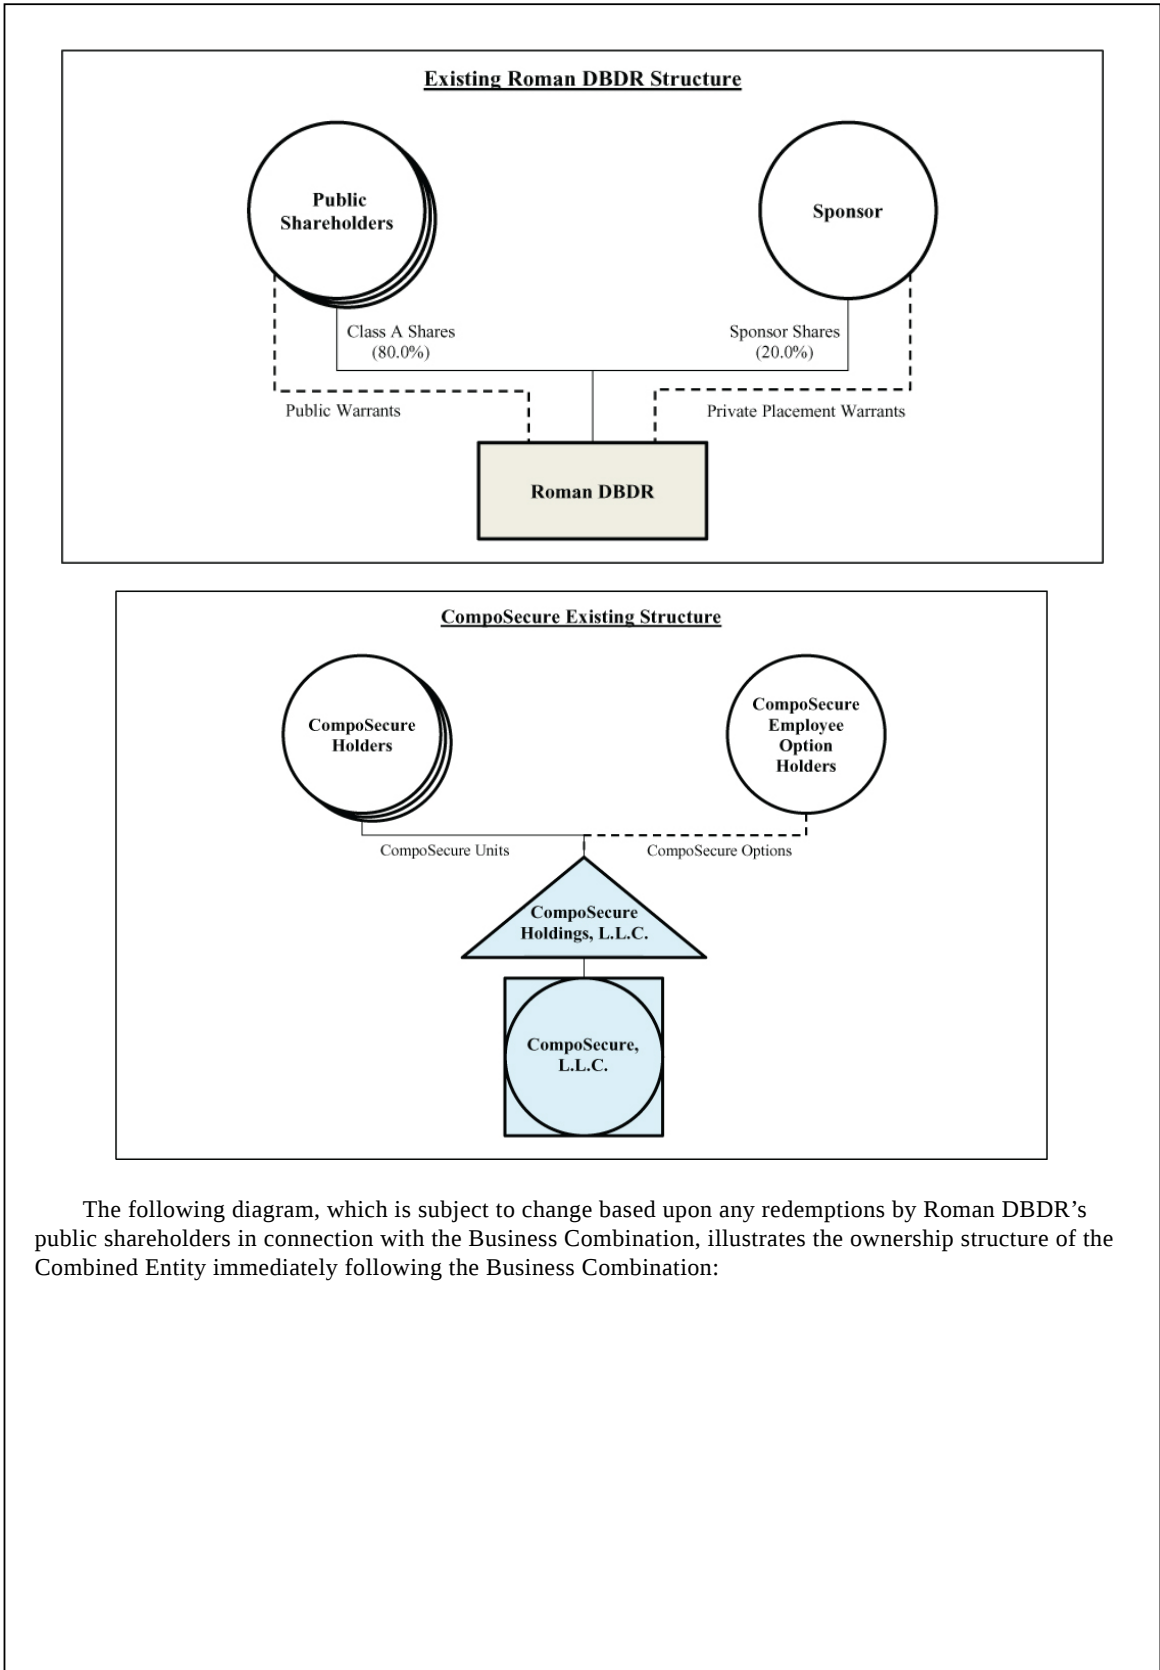 Existing Roman DBDR Structure
Public
Shareholders
Sponsor
Class A Shares
(80.0%)
Sponsor Shares
(20.0%)
Public Warrants
Private Placement Warrants
Roman DBDR
CompoSecure Existing Structure
CompoSecure
Holders
CompoSecure
Employee
Option
Holders
CompoSecure Units
CompoSecure Options
CompoSecure
Holdings, L.L.C.
CompoSecure,
L.L.C.
The following diagram, which is subject to change based upon any redemptions by Roman DBDR’s
public shareholders in connection with the Business Combination, illustrates the ownership structure of the
Combined Entity immediately following the Business Combination: